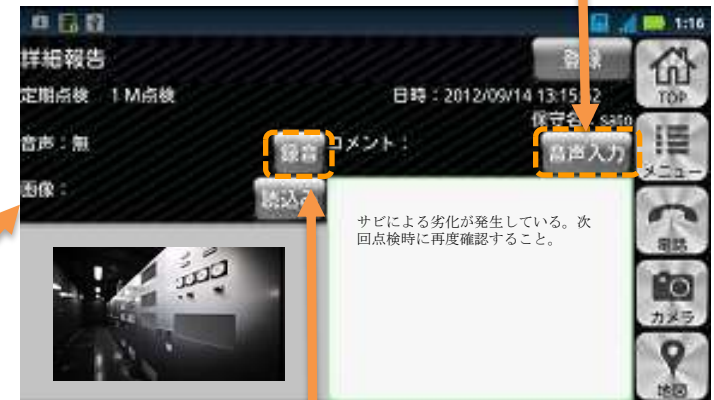 1:16
詳細報告
登録
定期点検 1M点検
日時：2012/09/14 13:15:
保守名：sato
音声：無
録音
コメント：
音声入力
画像：
読込み
サビによる劣化が発生している。次
回点検時に再度確認すること。
TOP
メニュー
電話
カメラ
地図